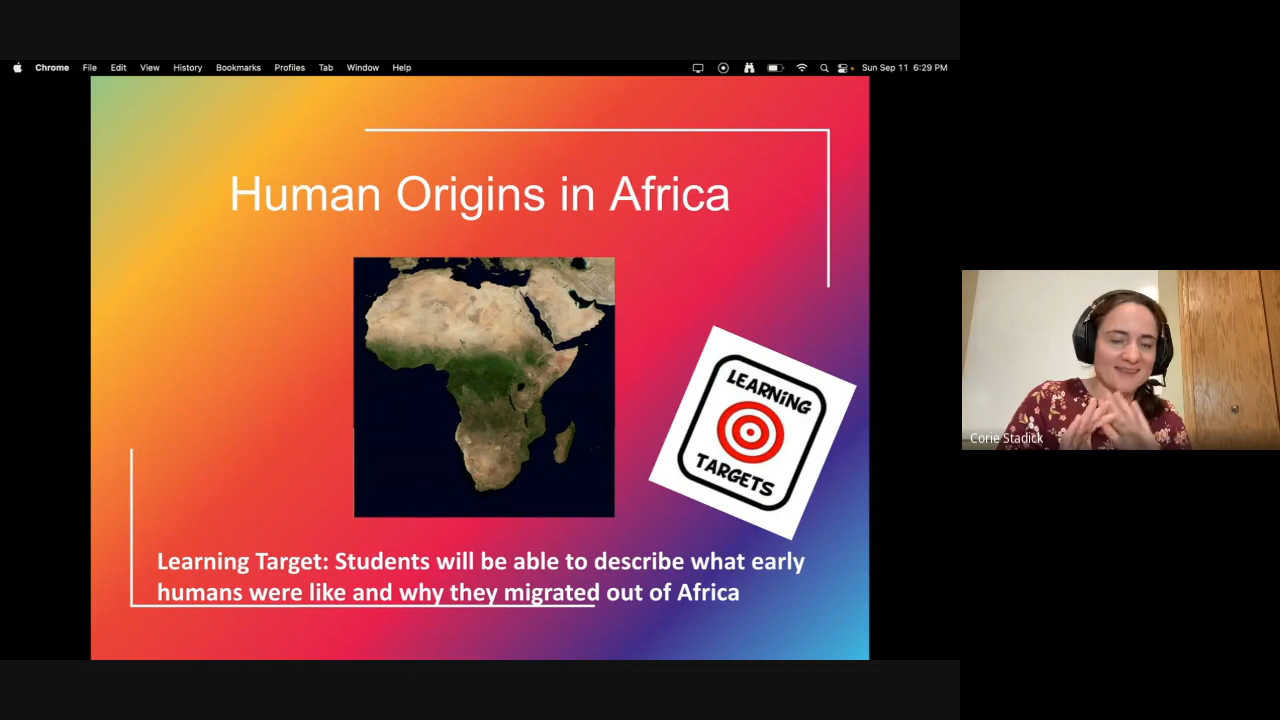 Chrome File Edit View History Bookmarks Profiles Tab Window Help Sun Sep 11 6:29 PM
Human Origins in Africa
LEARNiNG
TARGETS
Corie Stadick
Learning Target: Students will be able to describe what early
humans were like and why they migrated out of Africa